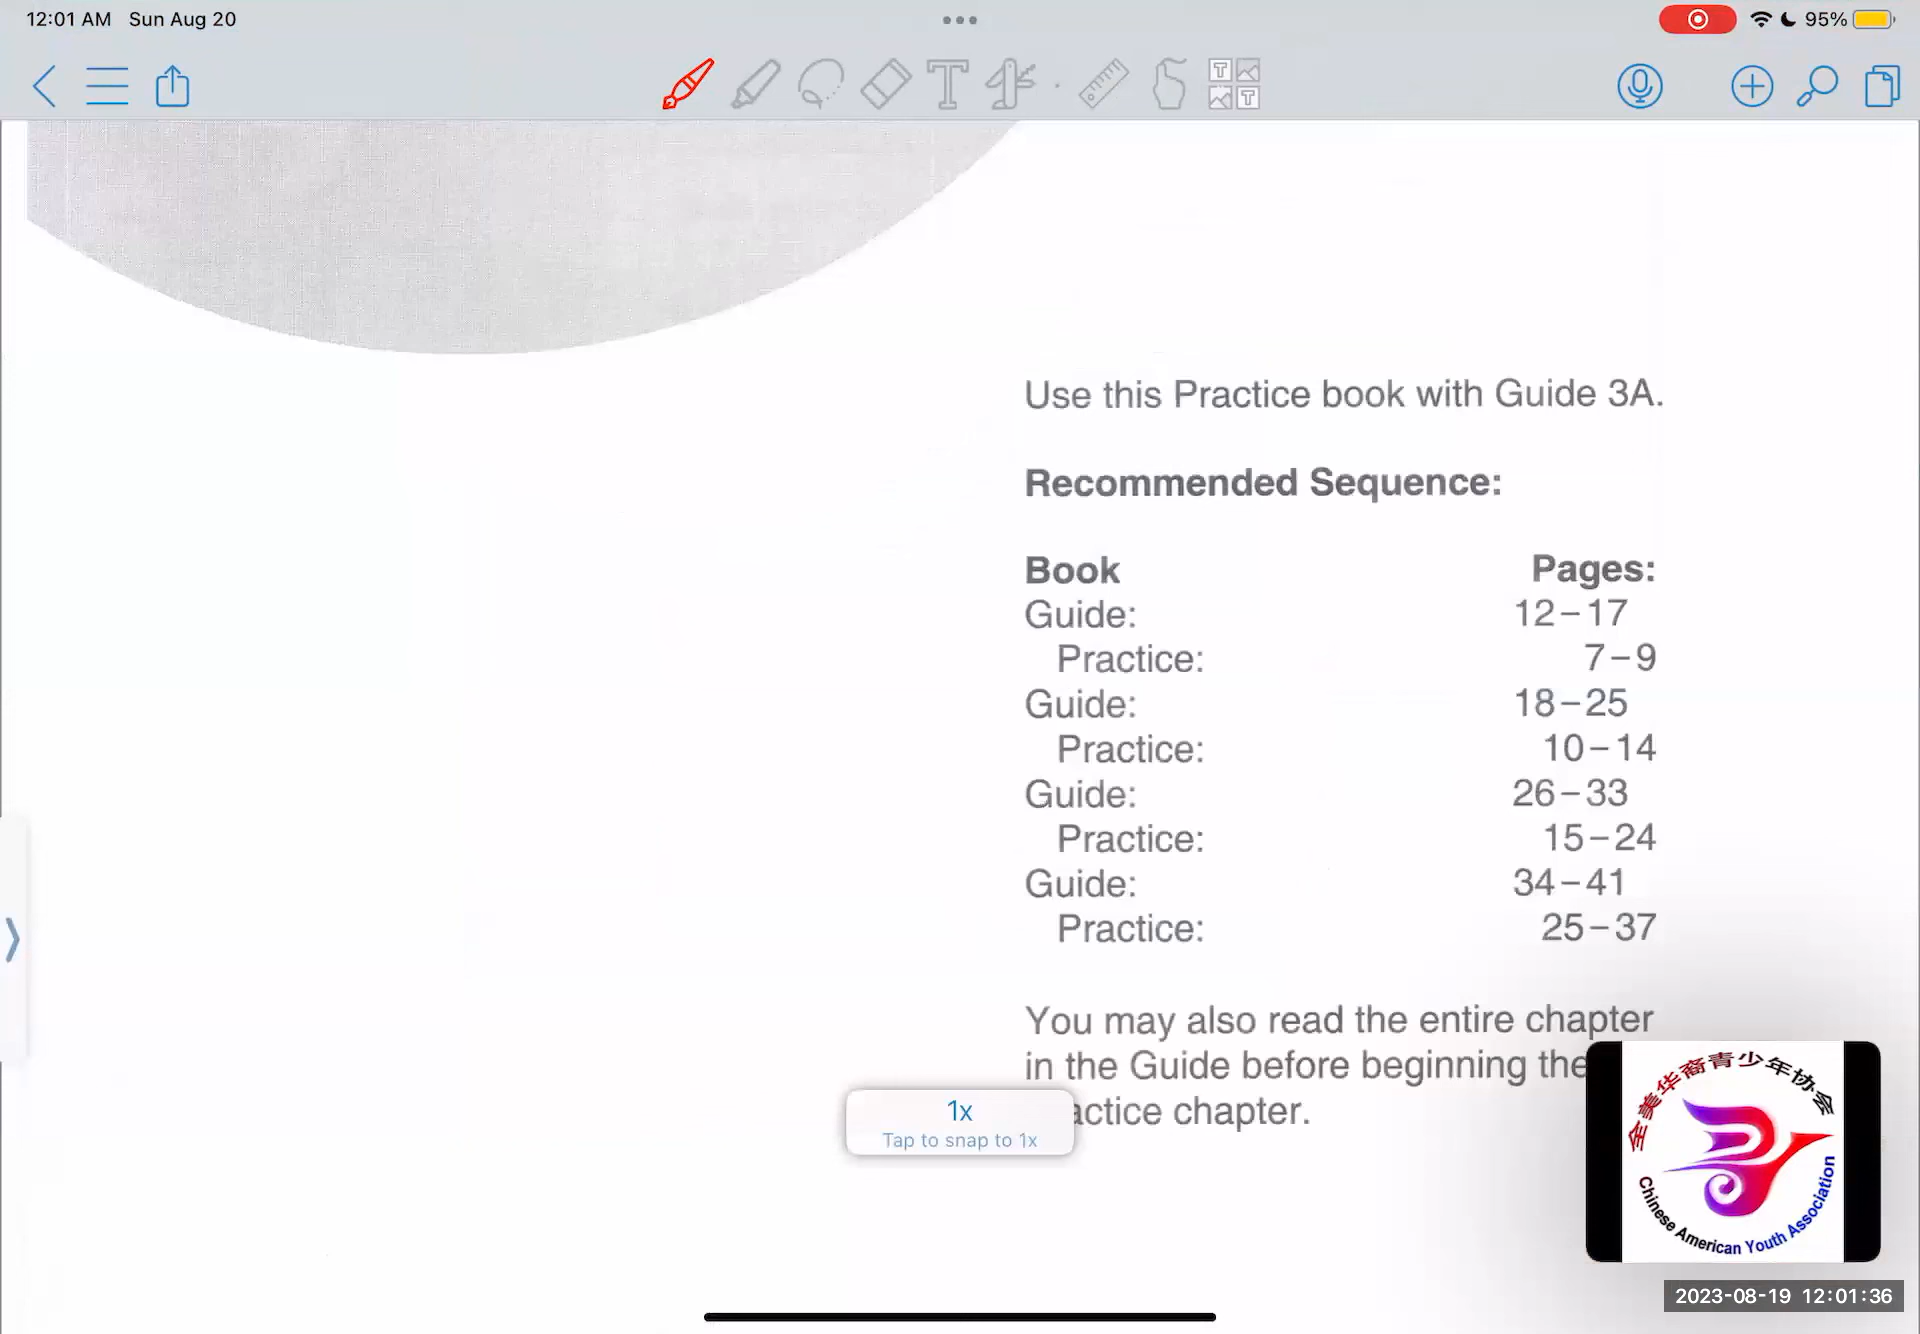 12:01 AM Sun Aug 20
95%
Use this Practice book with Guide 3A.
Recommended Sequence:
Book Pages:
Guide: 12–17
Practice: 7–9
Guide: 18–25
Practice: 10–14
Guide: 26–33
Practice: 15–24
Guide: 34–41
Practice: 25–37
You may also read the entire chapter
in the Guide before beginning the
actice chapter.
1x
Tap to snap to 1x
全美华裔青少年协会
Chinese American Youth Association
2023-08-19 12:01:36